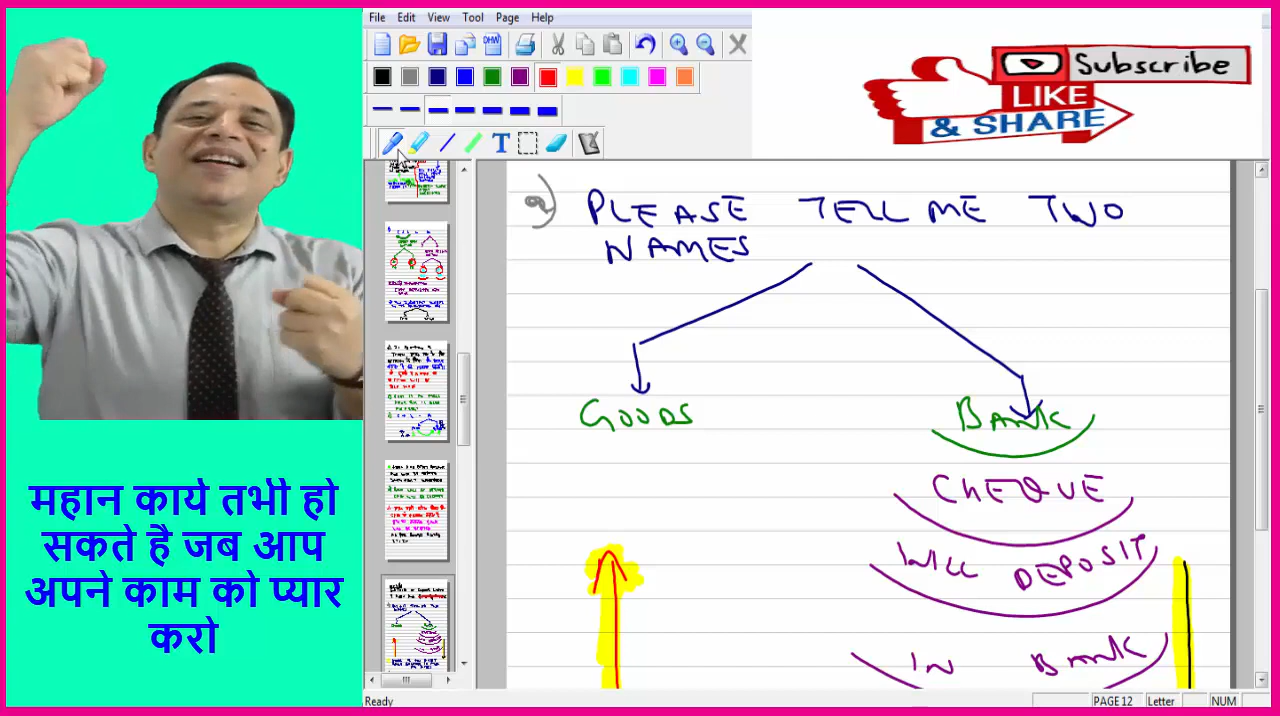 File Edit View Tool Page Help
Subscribe
LIKE
& SHARE
PLEASE TELL ME TWO
NAMES
GOODS
BANK
CHEQUE
WILL DEPOSIT
IN BANK
महान कार्य तभी हो
सकते है जब आप
अपने काम को प्यार
करो
Ready
PAGE 12 Letter NUM